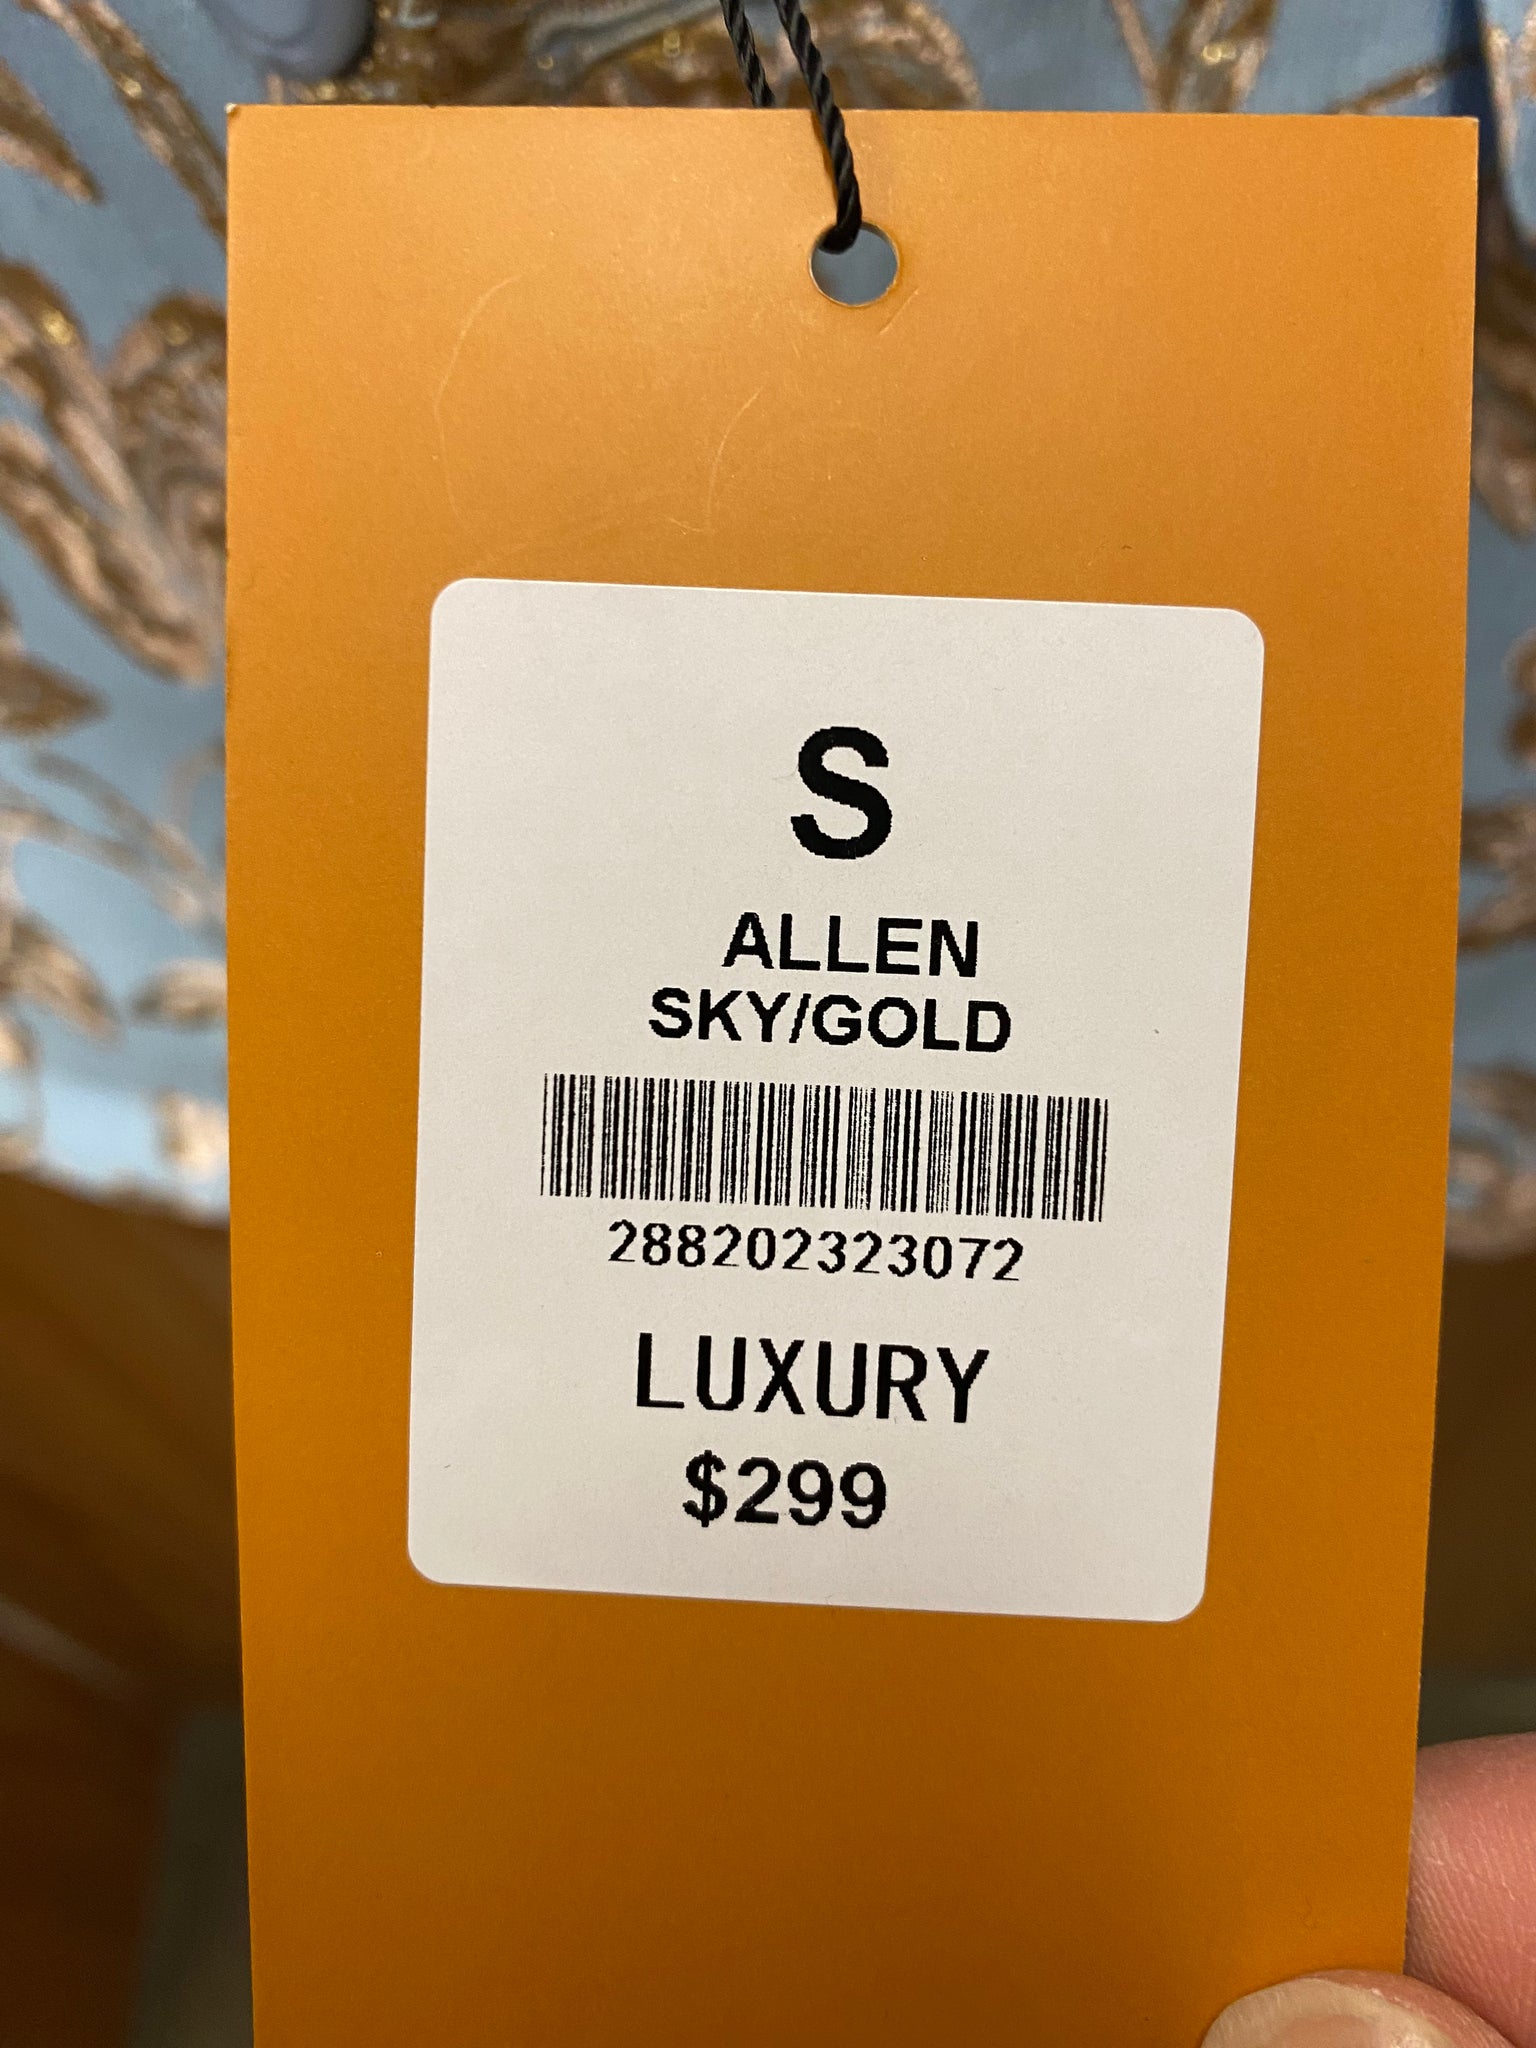 S
ALLEN
SKY/GOLD
288202323072
LUXURY
$299